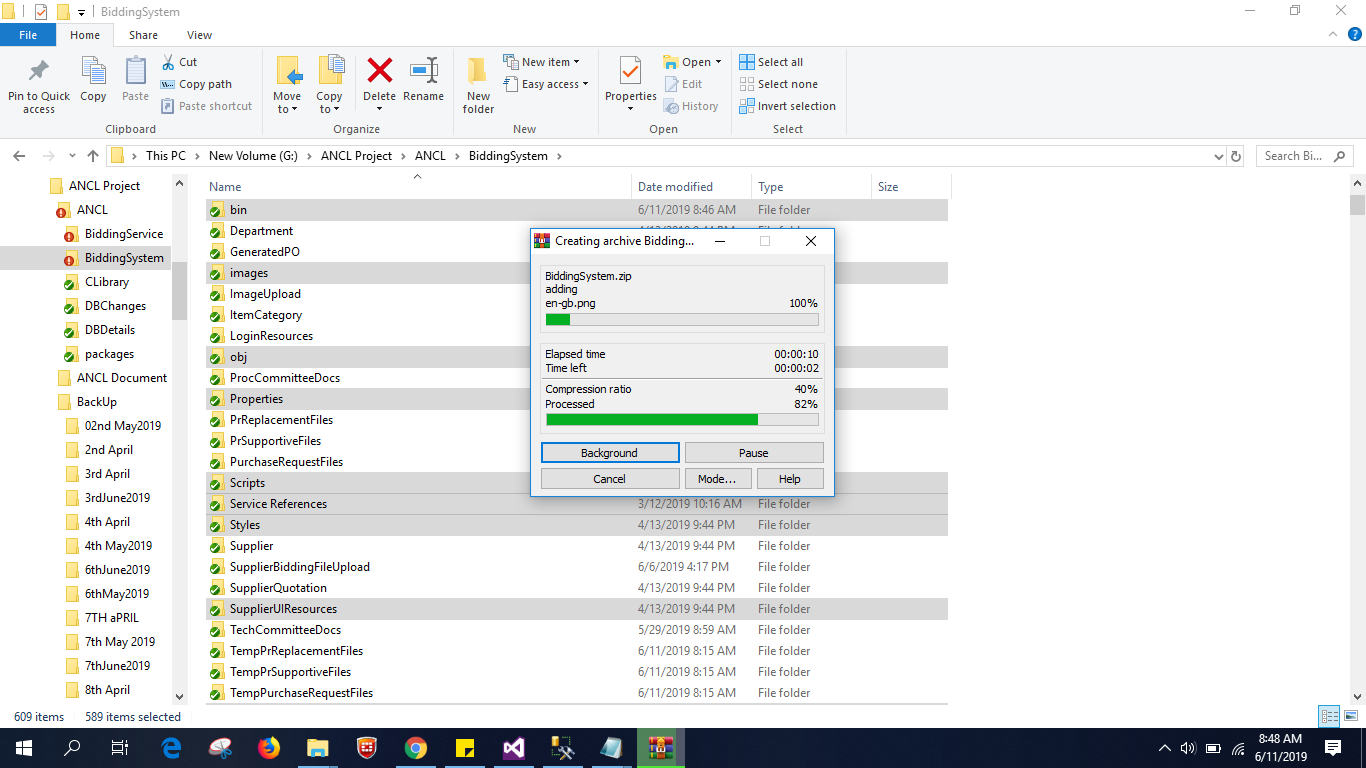 BiddingSystem
File Home Share View
Pin to Quick access
Copy
Paste
Cut
Copy path
Paste shortcut
Clipboard
Move to
Copy to
Delete
Rename
Organize
New folder
New item
Easy access
New
Properties
Open
Edit
History
Open
Select all
Select none
Invert selection
Select
This PC New Volume (G:) ANCL Project ANCL BiddingSystem
Search Bi...
ANCL Project
ANCL
BiddingService
BiddingSystem
CLibrary
DBChanges
DBDetails
packages
ANCL Document
BackUp
02nd May2019
2nd April
3rd April
3rdJune2019
4th April
4th May2019
6thJune2019
6thMay2019
7TH aPRIL
7th May 2019
7thJune2019
8th April
Name Date modified Type Size
bin 6/11/2019 8:46 AM File folder
Department
GeneratedPO
images
ImageUpload
ItemCategory
LoginResources
obj
ProcCommitteeDocs
Properties
PrReplacementFiles
PrSupportiveFiles
PurchaseRequestFiles
Scripts
Service References 3/12/2019 10:16 AM File folder
Styles 4/13/2019 9:44 PM File folder
Supplier 4/13/2019 9:44 PM File folder
SupplierBiddingFileUpload 6/6/2019 4:17 PM File folder
SupplierQuotation 4/13/2019 9:44 PM File folder
SupplierUIResources 4/13/2019 9:44 PM File folder
TechCommitteeDocs 5/29/2019 8:59 AM File folder
TempPrReplacementFiles 6/11/2019 8:15 AM File folder
TempPrSupportiveFiles 6/11/2019 8:15 AM File folder
TempPurchaseRequestFiles 6/11/2019 8:15 AM File folder
Creating archive Bidding...
BiddingSystem.zip
adding
en-gb.png 100%
Elapsed time 00:00:10
Time left 00:00:02
Compression ratio 40%
Processed 82%
Background Pause
Cancel Mode... Help
609 items 589 items selected
8:48 AM
6/11/2019